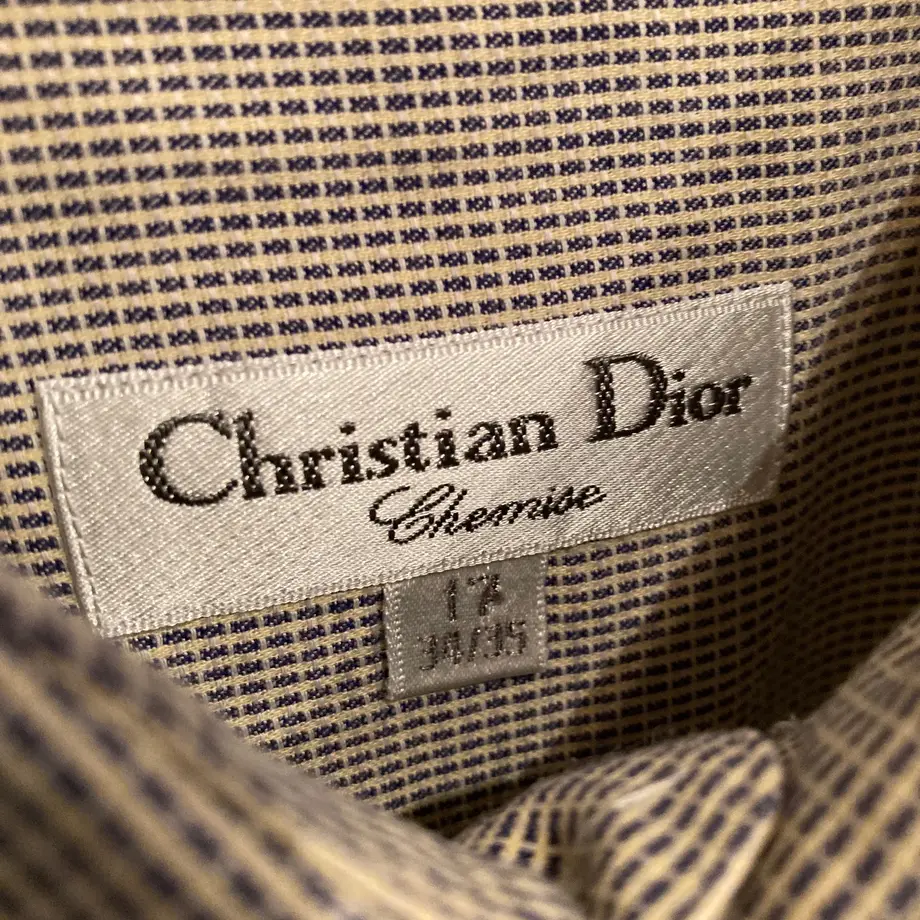 Christian Dior
Chemise
17
34/35